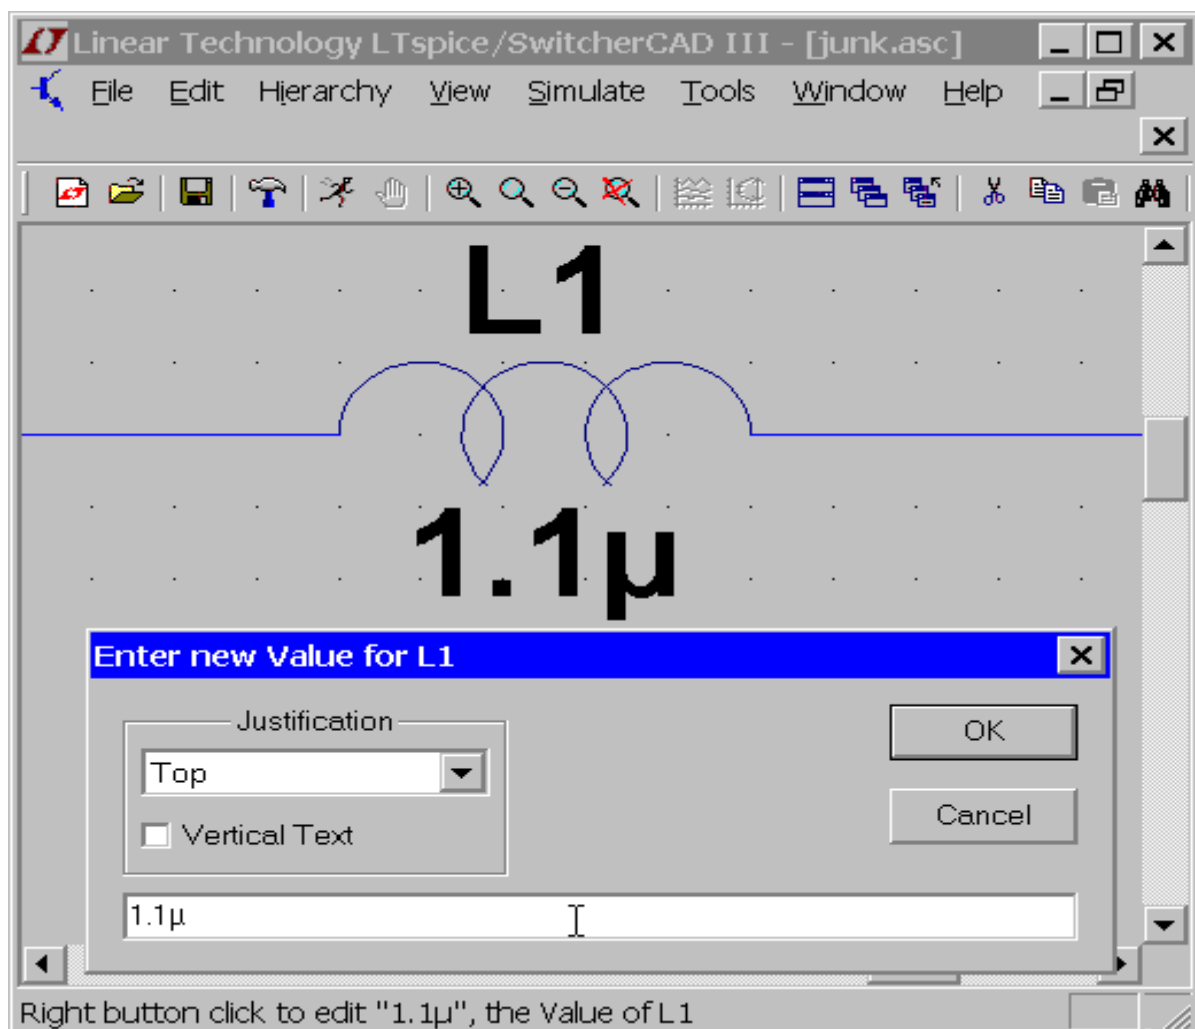 Linear Technology LTspice/SwitcherCAD III - [junk.asc]
File Edit Hierarchy View Simulate Tools Window Help
L1
1.1µ
Enter new Value for L1
Justification
Top
OK
Vertical Text
Cancel
1.1µ
Right button click to edit "1.1µ", the Value of L1